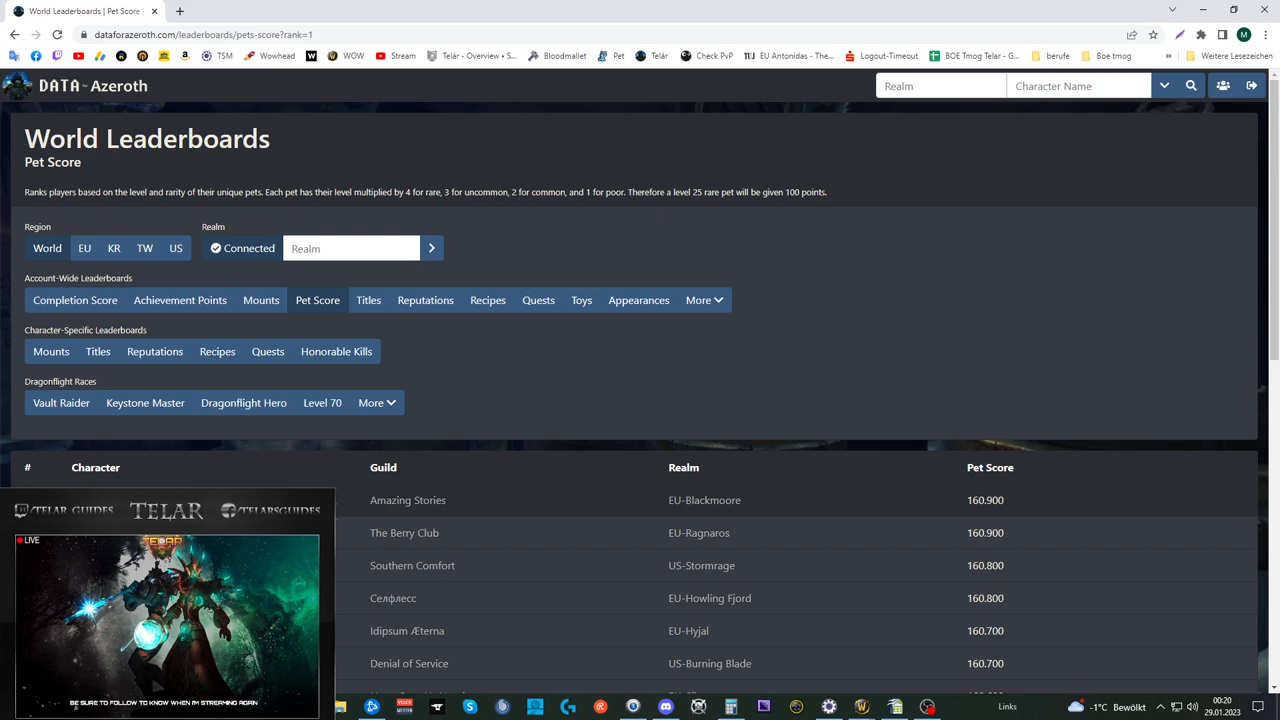 World Leaderboards | Pet Score
dataforazeroth.com/leaderboards/pets-score?rank=1
TSM
Wowhead
WOW
Stream
Telár - Overview • S...
Bloodmallet
Pet
Telár
Check PvP
EU Antonidas - The...
Logout-Timeout
BOE Tmog Telar - G...
berufe
Boe tmog
»
Weitere Lesezeichen
DATA for Azeroth
Realm
Character Name
World Leaderboards
Pet Score
Ranks players based on the level and rarity of their unique pets. Each pet has their level multiplied by 4 for rare, 3 for uncommon, 2 for common, and 1 for poor. Therefore a level 25 rare pet will be given 100 points.
Region
Realm
World EU KR TW US
Connected Realm
Account-Wide Leaderboards
Completion Score Achievement Points Mounts Pet Score Titles Reputations Recipes Quests Toys Appearances More
Character-Specific Leaderboards
Mounts Titles Reputations Recipes Quests Honorable Kills
Dragonflight Races
Vault Raider Keystone Master Dragonflight Hero Level 70 More
# Character Guild Realm Pet Score
Amazing Stories EU-Blackmoore 160.900
The Berry Club EU-Ragnaros 160.900
Southern Comfort US-Stormrage 160.800
Селфлесс EU-Howling Fjord 160.800
Idipsum Æterna EU-Hyjal 160.700
Denial of Service US-Burning Blade 160.700
/TELAR GUIDES TELAR /TELARSGUIDES
LIVE
TELAR
BE SURE TO FOLLOW TO KNOW WHEN I'M STREAMING AGAIN
Links
-1°C Bewölkt
00:20
29.01.2023